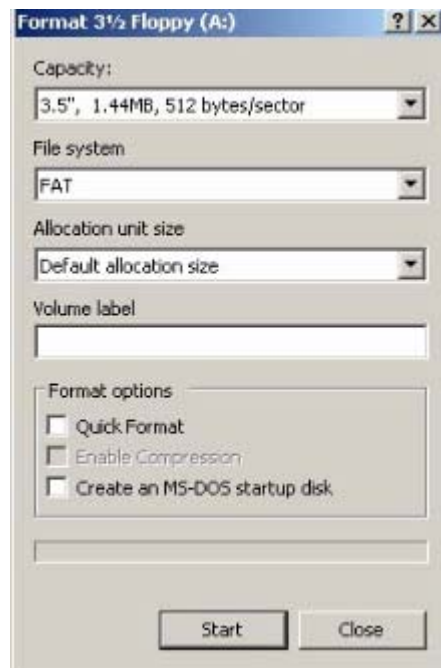 Format 3½ Floppy (A:)
Capacity:
3.5", 1.44MB, 512 bytes/sector
File system
FAT
Allocation unit size
Default allocation size
Volume label
Format options
Quick Format
Enable Compression
Create an MS-DOS startup disk
Start Close